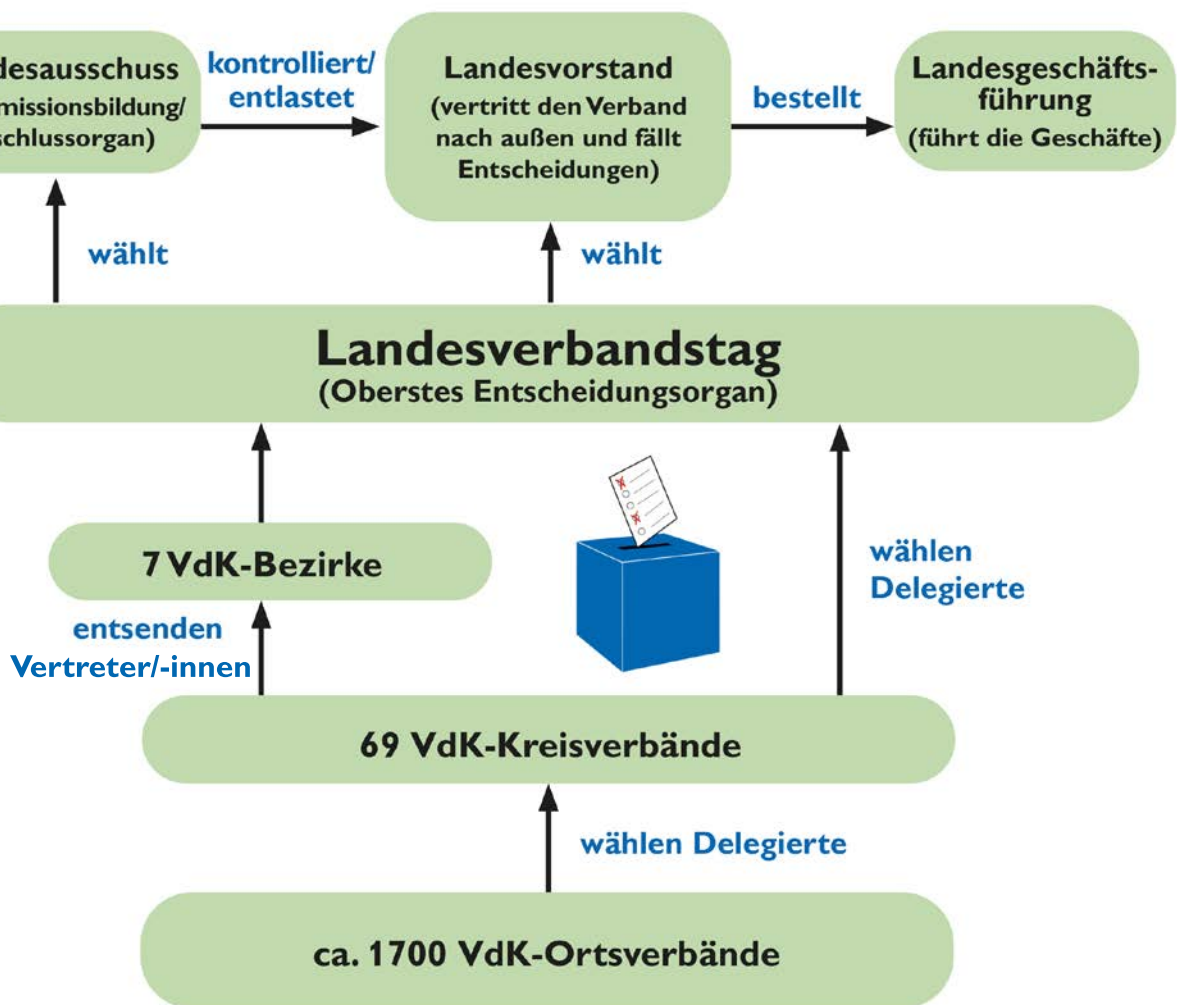 desausschuss
missionsbildung/
schlussorgan)
kontrolliert/
entlastet
Landesvorstand
(vertritt den Verband
nach außen und fällt
Entscheidungen)
bestellt
Landesgeschäfts-
führung
(führt die Geschäfte)
wählt
wählt
Landesverbandstag
(Oberstes Entscheidungsorgan)
7 VdK-Bezirke
wählen
Delegierte
entsenden
Vertreter/-innen
69 VdK-Kreisverbände
wählen Delegierte
ca. 1700 VdK-Ortsverbände